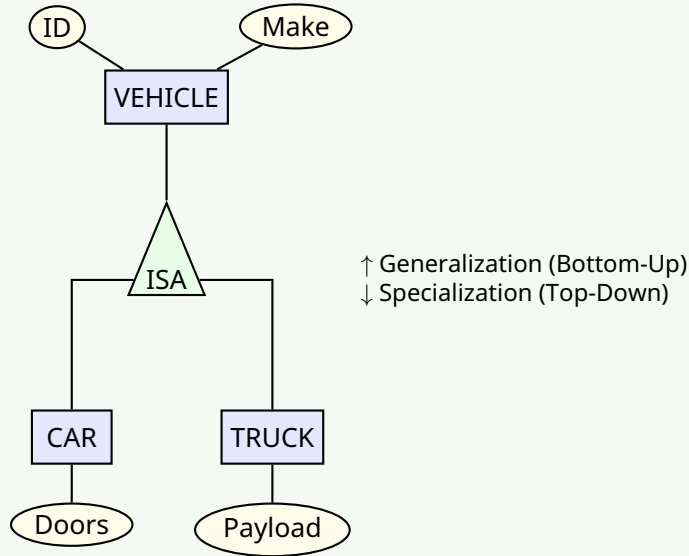 ID
Make
VEHICLE
ISA
↑ Generalization (Bottom-Up)
↓ Specialization (Top-Down)
CAR
TRUCK
Doors
Payload